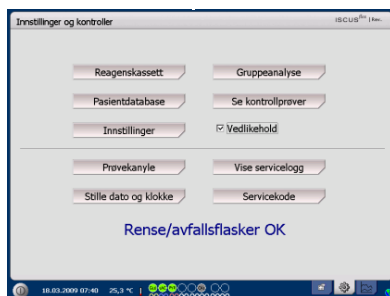 Innstillinger og kontroller
ISCUSflex
Reagenskassett
Gruppeanalyse
Pasientdatabase
Se kontrollprøver
Innstillinger
Vedlikehold
Prøvekanyle
Vise servicelogg
Stille dato og klokke
Servicekode
Rense/avfallsflasker OK
18.03.2009 07:40 25,3 °C